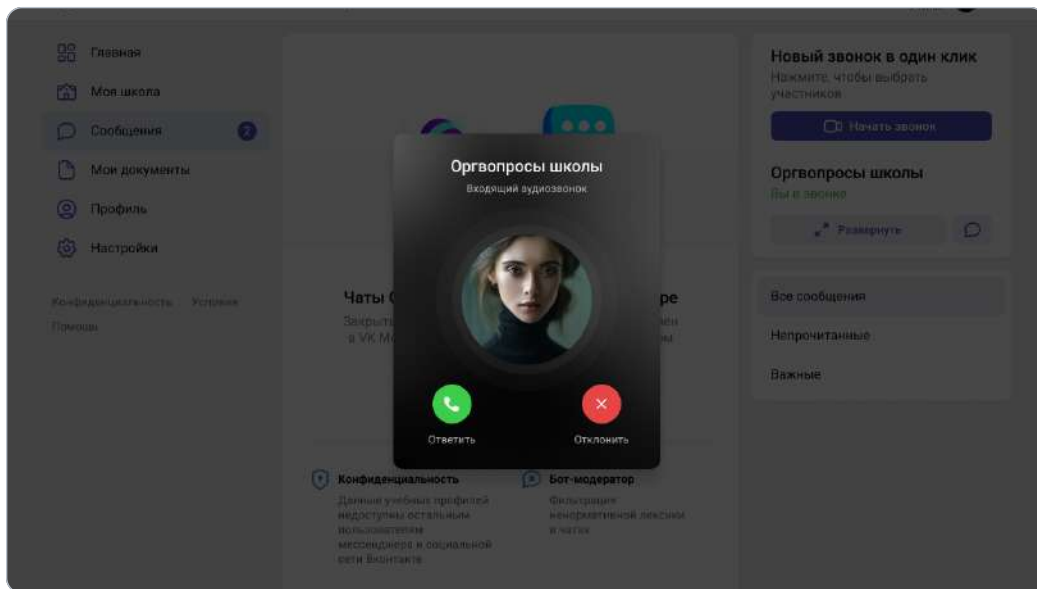 Главная
Моя школа
Сообщения
2
Мои документы
Профиль
Настройки
Конфиденциальность Условия
Помощь
Оргвопросы школы
Входящий аудиозвонок
Ответить
Отклонить
Чаты
Закрыты
в VK
Конфиденциальность
Данные учебных профилей
недоступны остальным
пользователям
мессенджера и социальной
сети ВКонтакте
Бот-модератор
Фильтрация
ненормативной лексики
в чатах
Новый звонок в один клик
Нажмите, чтобы выбрать
участников
Начать звонок
Оргвопросы школы
Вы в звонке
Развернуть
Все сообщения
Непрочитанные
Важные